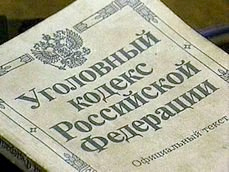 Уголовный
кодекс
Российской
Федерации
Официальный текст